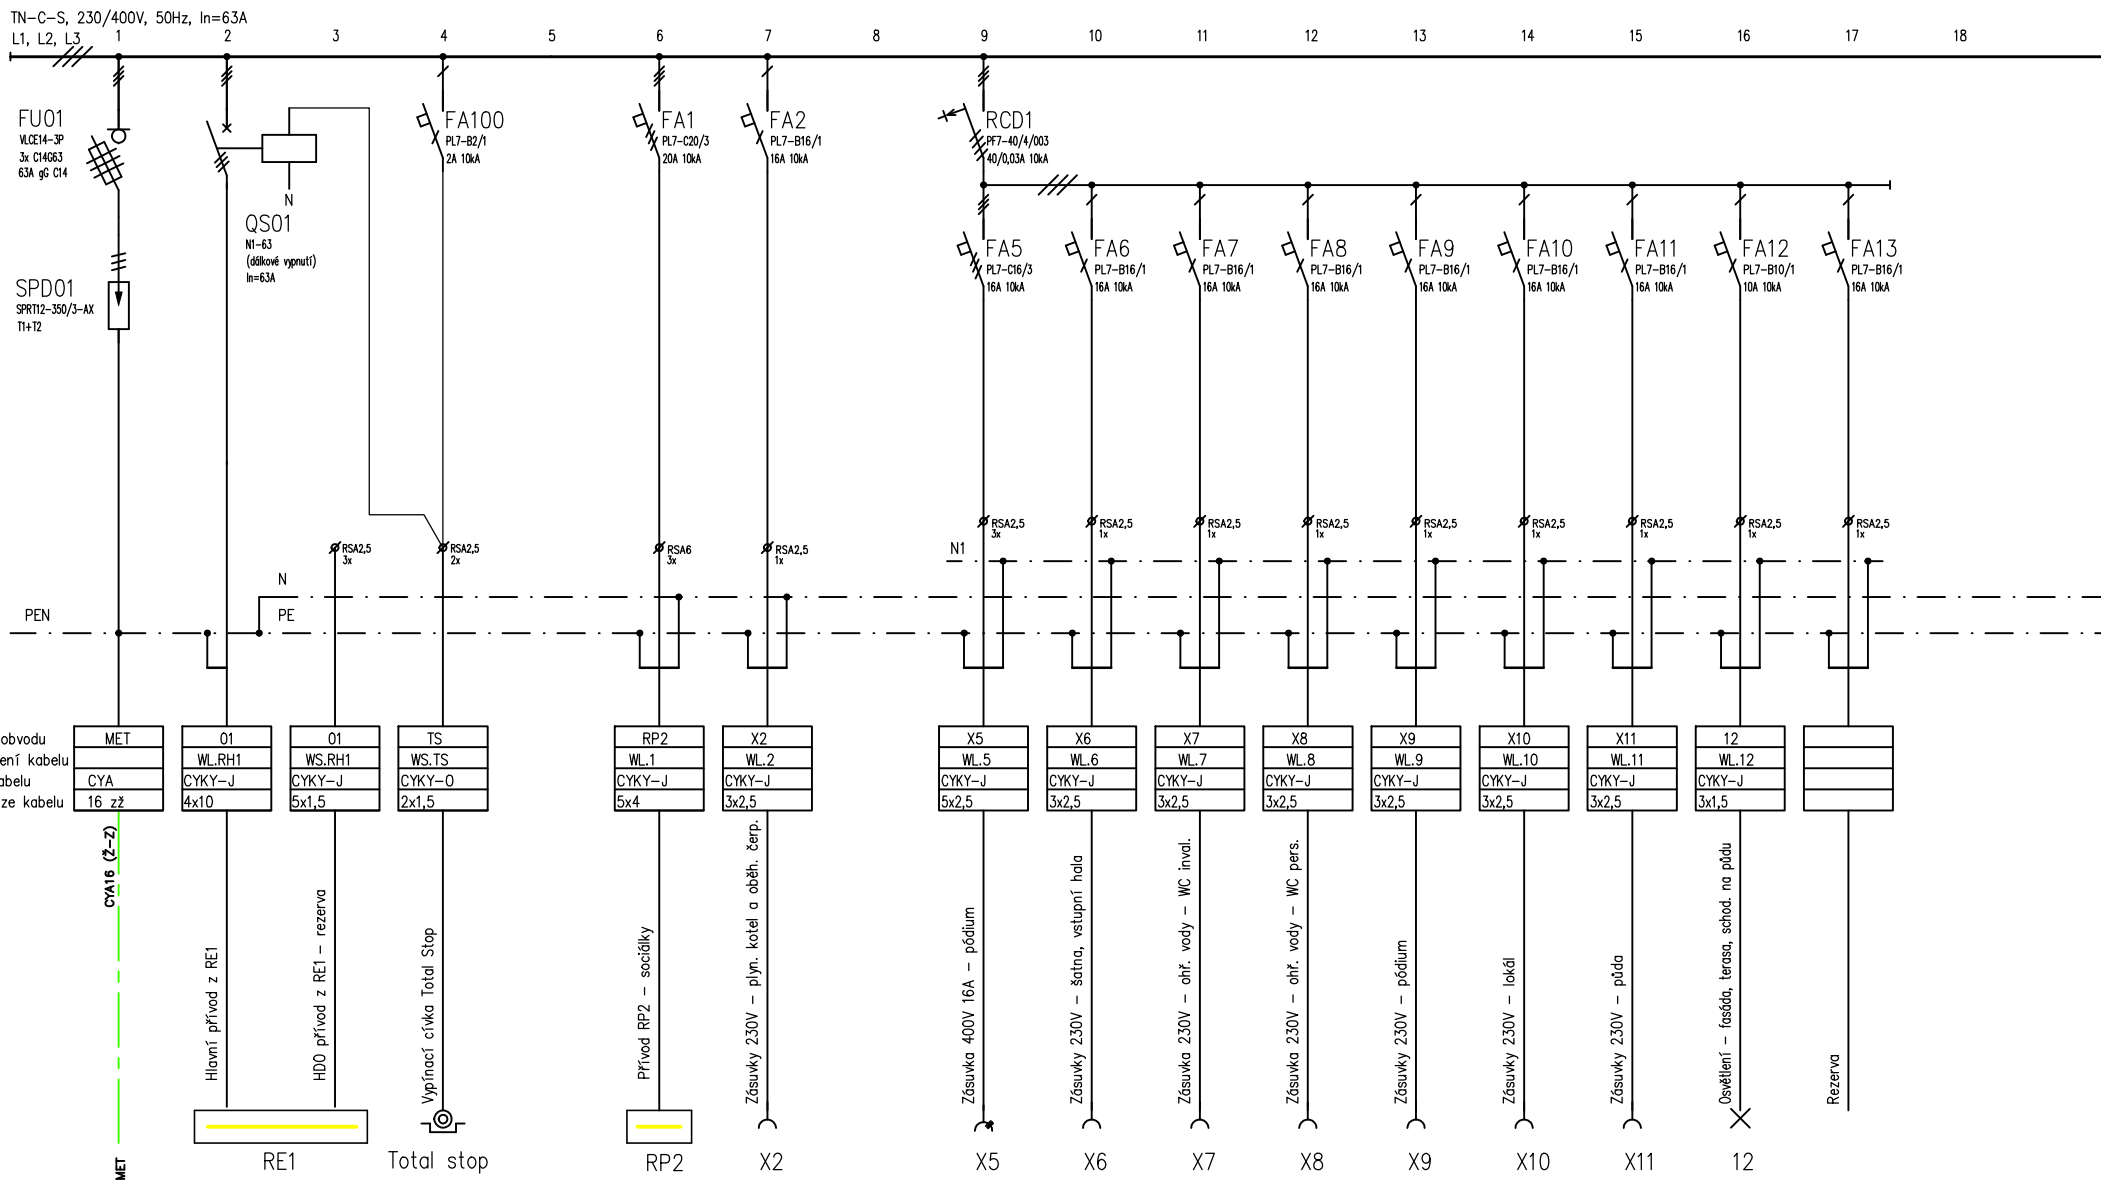 TN-C-S, 230/400V, 50Hz, In=63A
L1, L2, L3
1 2 3 4 5 6 7 8 9 10 11 12 13 14 15 16 17 18
FU01
VLCE14-3P
3x C14G63
63A gG C14
SPD01
SPRT12-350/3-AX
T1+T2
N
QS01
N1-63
(dálkové vypnutí)
In=63A
FA100
PL7-B2/1
2A 10kA
FA1
PL7-C20/3
20A 10kA
FA2
PL7-B16/1
16A 10kA
RCD1
PF7-40/4/003
40/0,03A 10kA
FA5
PL7-C16/3
16A 10kA
FA6
PL7-B16/1
16A 10kA
FA7
PL7-B16/1
16A 10kA
FA8
PL7-B16/1
16A 10kA
FA9
PL7-B16/1
16A 10kA
FA10
PL7-B16/1
16A 10kA
FA11
PL7-B16/1
16A 10kA
FA12
PL7-B10/1
10A 10kA
FA13
PL7-B16/1
16A 10kA
RSA2,5
3x
RSA2,5
2x
RSA6
3x
RSA2,5
1x
RSA2,5
3x
RSA2,5
1x
RSA2,5
1x
RSA2,5
1x
RSA2,5
1x
RSA2,5
1x
RSA2,5
1x
RSA2,5
1x
RSA2,5
1x
N1
N
PEN
PE
obvodu MET 01 01 TS RP2 X2 X5 X6 X7 X8 X9 X10 X11 12
ení kabelu WL.RH1 WS.RH1 WS.TS WL.1 WL.2 WL.5 WL.6 WL.7 WL.8 WL.9 WL.10 WL.11 WL.12
abelu CYA CYKY-J CYKY-J CYKY-O CYKY-J CYKY-J CYKY-J CYKY-J CYKY-J CYKY-J CYKY-J CYKY-J CYKY-J CYKY-J
ze kabelu 16 zž 4x10 5x1,5 2x1,5 5x4 3x2,5 5x2,5 3x2,5 3x2,5 3x2,5 3x2,5 3x2,5 3x2,5 3x1,5
CYA16 (Ž-Z)
Hlavní přívod z RE1
HDO přívod z RE1 - rezerva
Vypínací cívka Total Stop
Přívod RP2 - sociálky
Zásuvky 230V - plyn. kotel a oběh. čerp.
Zásuvka 400V 16A - pódium
Zásuvky 230V - šatna, vstupní hala
Zásuvka 230V - ohř. vody - WC inval.
Zásuvka 230V - ohř. vody - WC pers.
Zásuvky 230V - pódium
Zásuvky 230V - lokál
Zásuvky 230V - půda
Osvětlení - fasáda, terasa, schod. na půdu
Rezerva
MET
RE1
Total stop
RP2
X2
X5
X6
X7
X8
X9
X10
X11
12